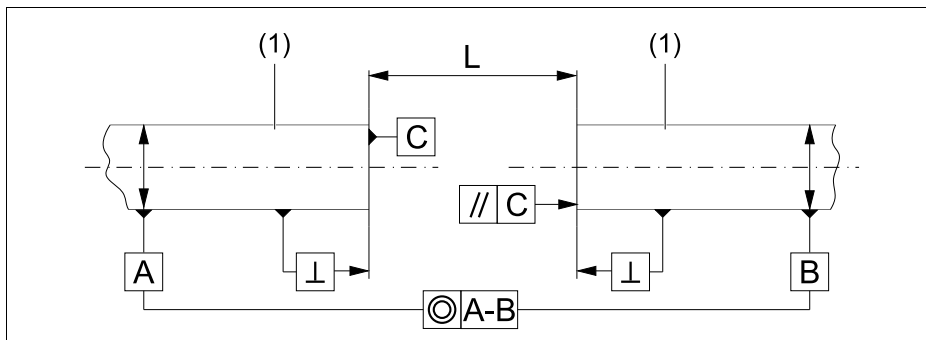 (1) L (1)
C
// C
A ⊥ ⊥ B
◎ A-B